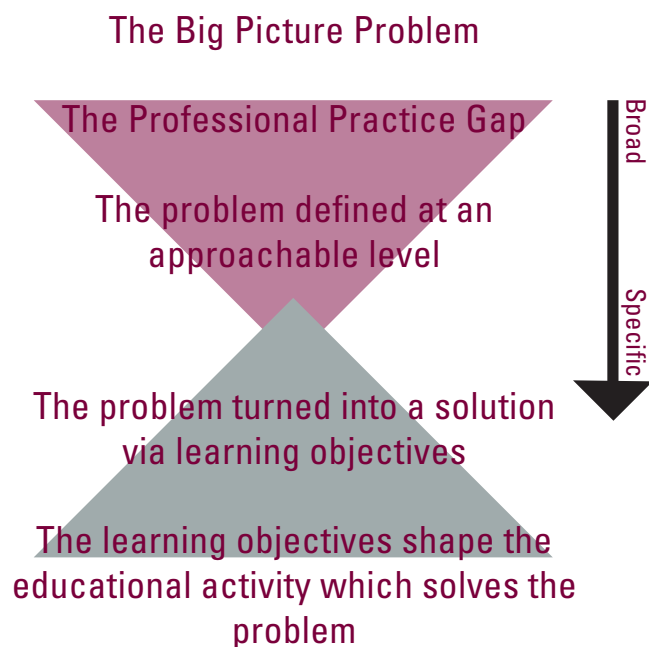 The Big Picture Problem
The Professional Practice Gap
The problem defined at an
approachable level
The problem turned into a solution
via learning objectives
The learning objectives shape the
educational activity which solves the
problem
Broad
Specific